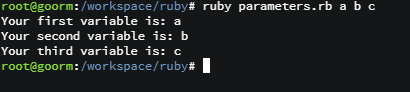 root@goorm:/workspace/ruby# ruby parameters.rb a b c
Your first variable is: a
Your second variable is: b
Your third variable is: c
root@goorm:/workspace/ruby#